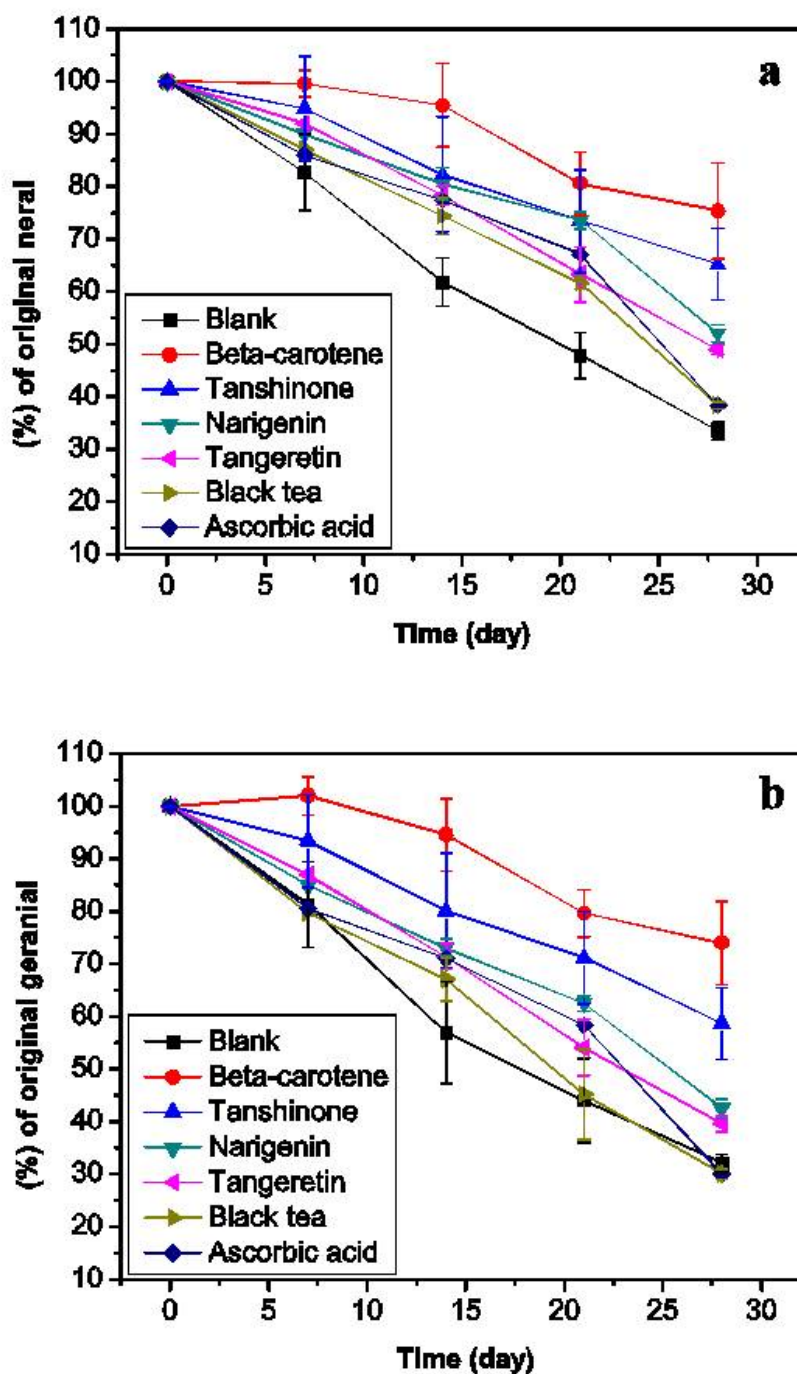 a
110
100
90
80
70
60
50
40
30
20
10
(%) of original neral
Blank
Beta-carotene
Tanshinone
Narigenin
Tangeretin
Black tea
Ascorbic acid
0 5 10 15 20 25 30
Time (day)
b
110
100
90
80
70
60
50
40
30
20
10
(%) of original geranial
Blank
Beta-carotene
Tanshinone
Narigenin
Tangeretin
Black tea
Ascorbic acid
0 5 10 15 20 25 30
Time (day)